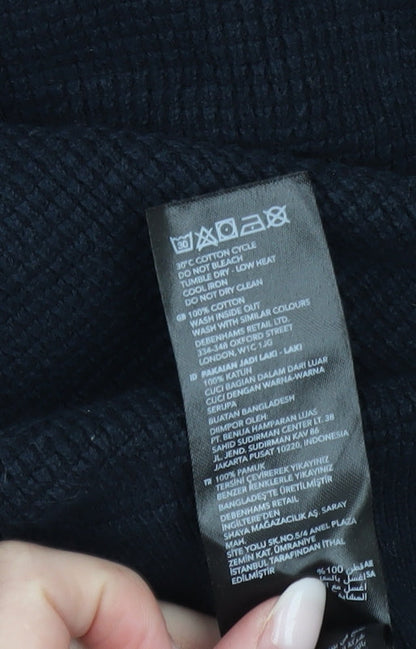 30
30°C COTTON CYCLE
DO NOT BLEACH
TUMBLE DRY - LOW HEAT
COOL IRON
DO NOT DRY CLEAN
GB 100% COTTON
WASH INSIDE OUT
WASH WITH SIMILAR COLOURS
DEBENHAMS RETAIL LTD.
334-348 OXFORD STREET
LONDON, W1C 1JG
ID PAKAIAN JADI LAKI - LAKI
100% KATUN
CUCI BAGIAN DALAM DARI LUAR
CUCI DENGAN WARNA-WARNA
SERUPA
BUATAN BANGLADESH
DIIMPOR OLEH:
PT. BENUA HAMPARAN LUAS
SAHID SUDIRMAN CENTER LT. 38
JL. JEND. SUDIRMAN KAV 86
JAKARTA PUSAT 10220, INDONESIA
TR 100% PAMUK
TERSİNİ ÇEVİREREK YIKAYINIZ
BENZER RENKLERLE YIKAYINIZ
BANGLADEŞ'TE ÜRETİLMİŞTİR
DEBENHAMS RETAIL
İNGİLTERE'DEN
SHAYA MAĞAZACILIK AŞ. SARAY
MAH.
SİTE YOLU SK.NO.5/4 ANEL PLAZA
ZEMİN KAT. ÜMRANİYE
İSTANBUL TARAFINDAN İTHAL
EDİLMİŞTİR
AR 100% قطن
SA